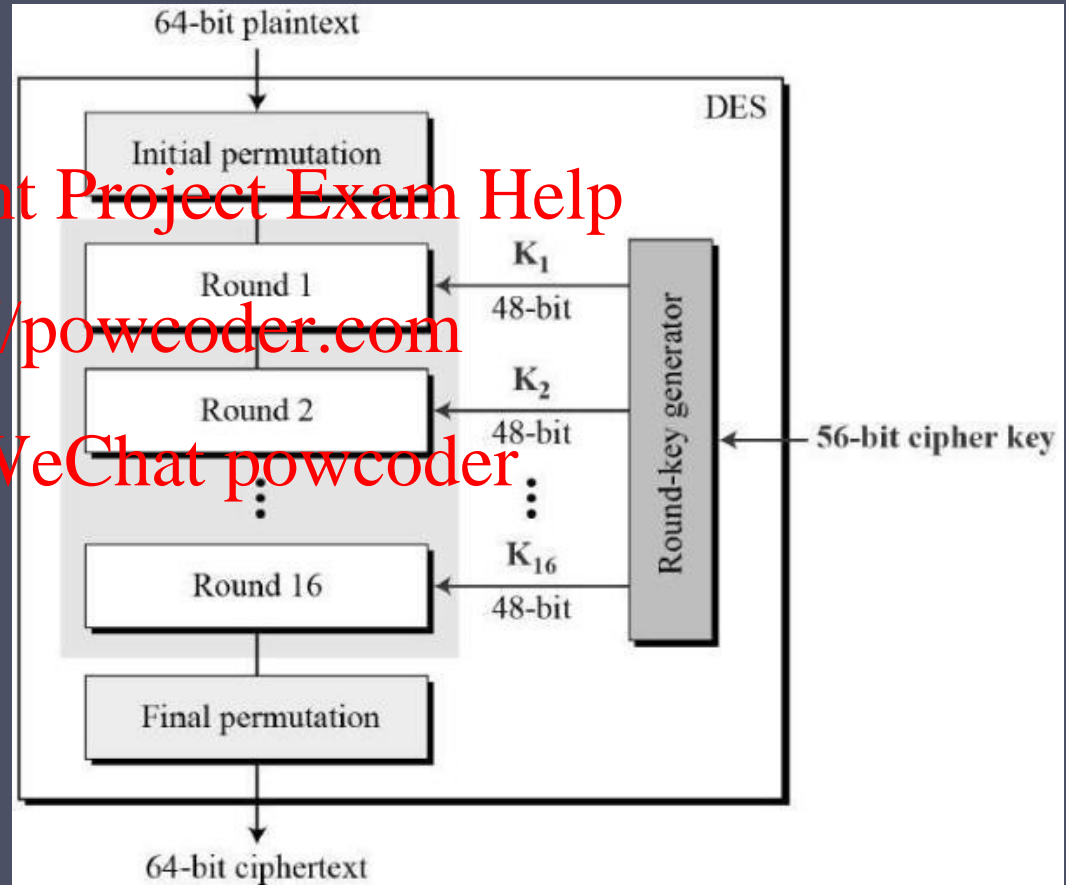 64-bit plaintext
DES
Initial permutation
Project Exam Help
K1
Round 1
48-bit
/powcoder.com
K2
Round 2
48-bit
WeChat powcoder
Round-key generator
56-bit cipher key
K16
Round 16
48-bit
Final permutation
64-bit ciphertext